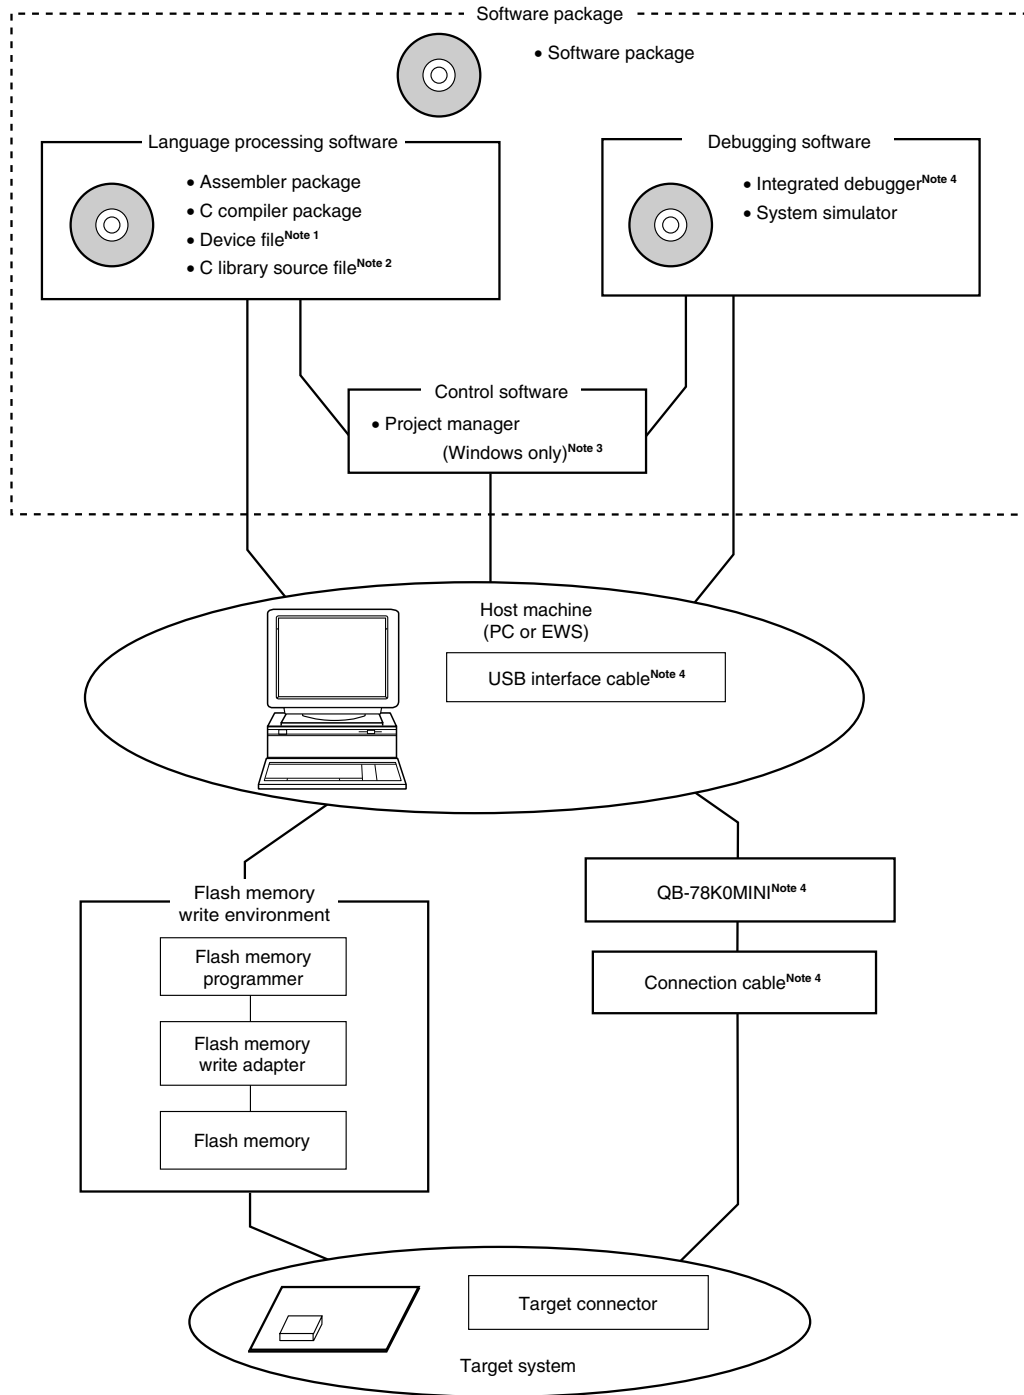 Software package
• Software package
Language processing software
• Assembler package
• C compiler package
• Device fileNote 1
• C library source fileNote 2
Debugging software
• Integrated debuggerNote 4
• System simulator
Control software
• Project manager
(Windows only)Note 3
Host machine
(PC or EWS)
USB interface cableNote 4
Flash memory
write environment
Flash memory
programmer
Flash memory
write adapter
Flash memory
QB-78K0MININote 4
Connection cableNote 4
Target connector
Target system